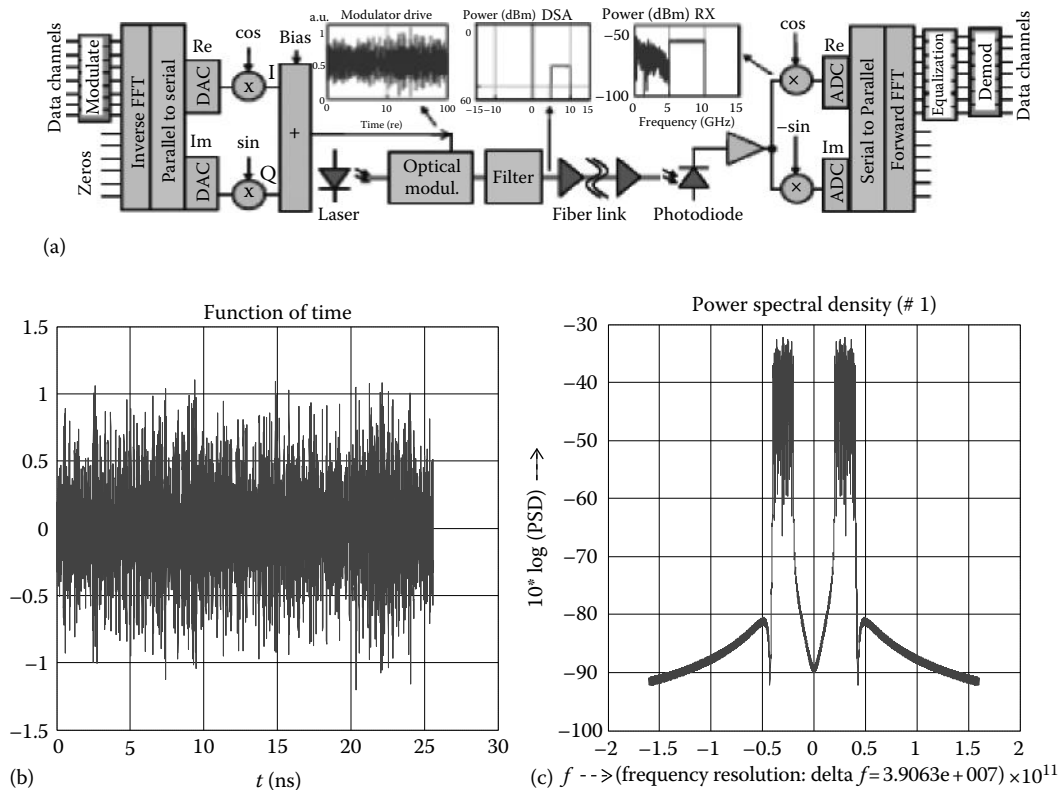 cos
Bias
a.u.
Modulator drive
1
0.5
0
0
10
100
Time (re)
Power (dBm) DSA
0
60
−15
−10
0
5
10
15
Power (dBm) RX
−50
−100
0
5
10
15
Frequency (GHz)
cos
Data channels
Modulate
Zeros
Inverse FFT
Parallel to serial
Re
DAC
x
I
Im
DAC
sin
x
Q
+
Laser
Optical modul.
Filter
Fiber link
Photodiode
×
−sin
×
Re
ADC
Im
ADC
Serial to Parallel
Forward FFT
Equalization
Demod
Data channels
(a)
Function of time
1.5
1
0.5
0
−0.5
−1
−1.5
0
5
10
15
20
25
30
(b)
t (ns)
Power spectral density (# 1)
−30
−40
−50
−60
−70
−80
−90
−100
10* log (PSD) -->
−2
−1.5
−1
−0.5
0
0.5
1
1.5
2
(c) f -->(frequency resolution: delta f=3.9063e+007) ×10¹¹